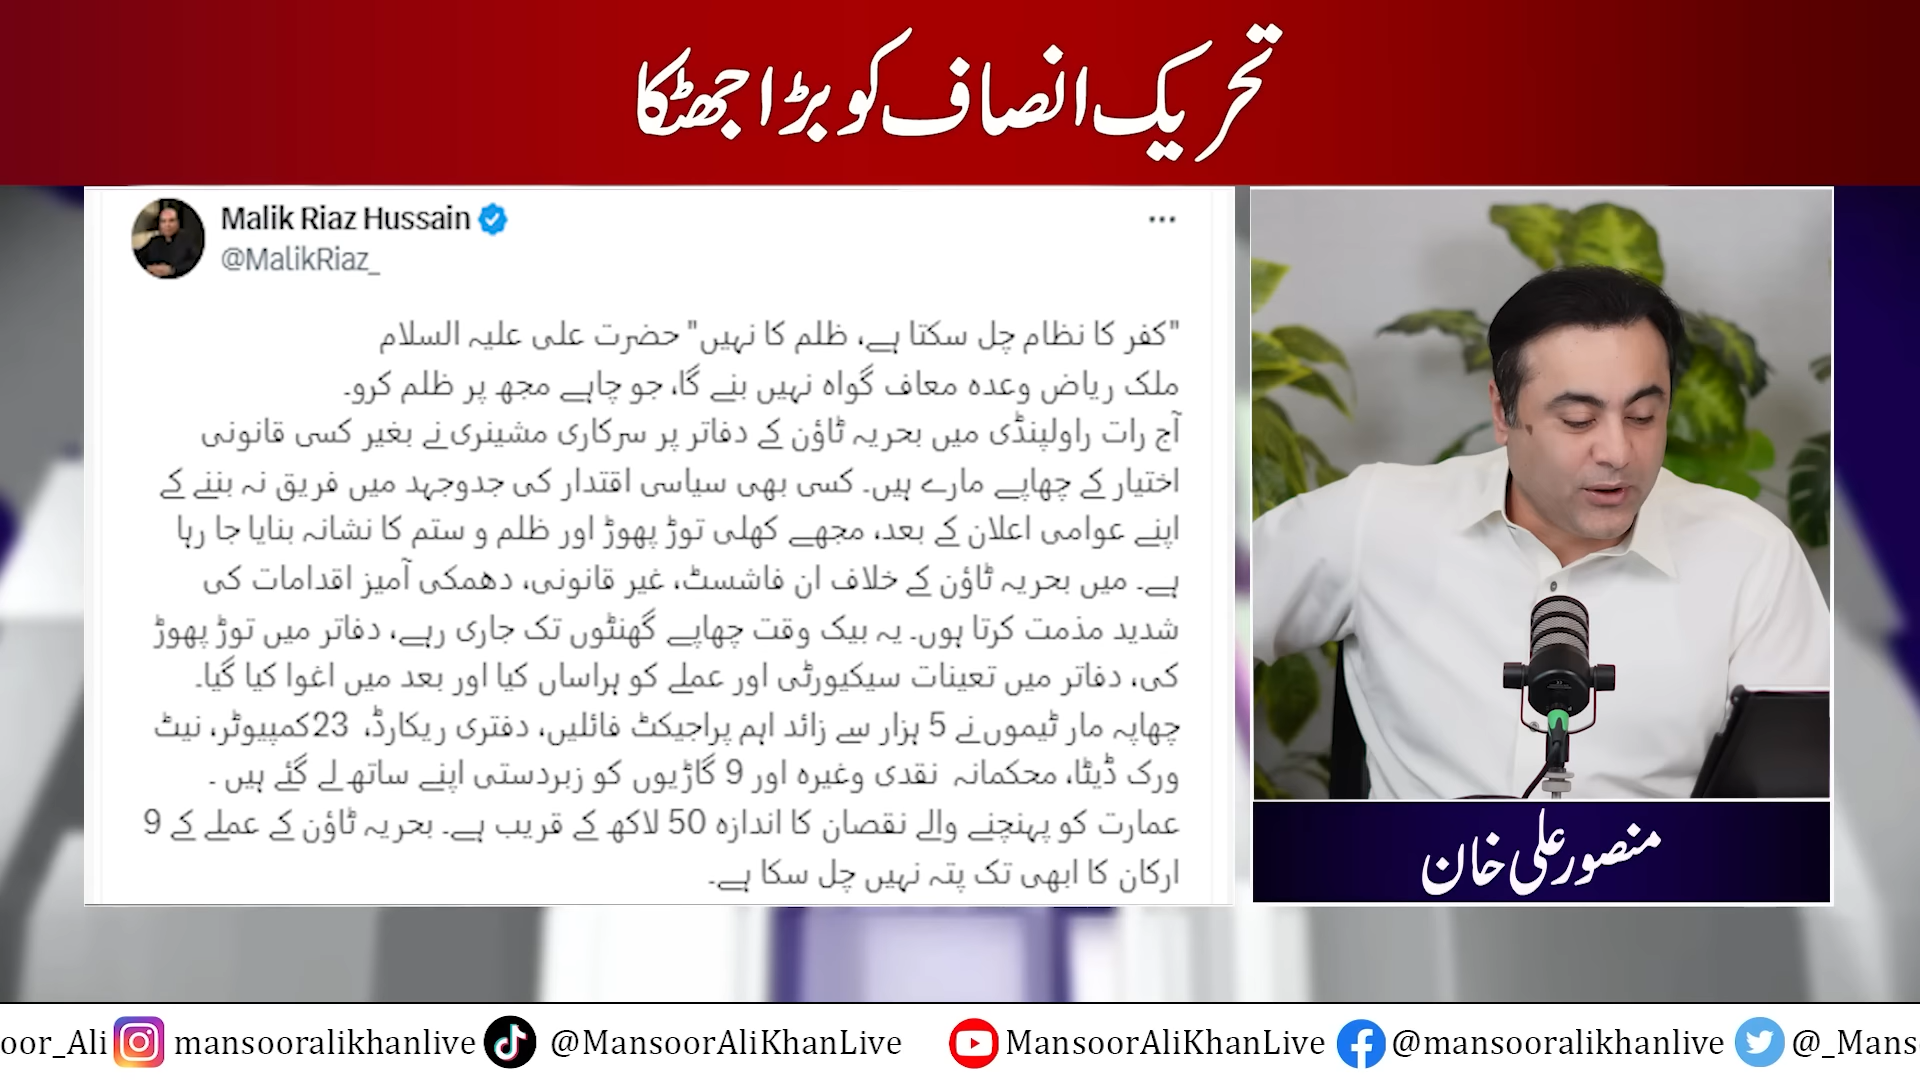 تحریک انصاف کو بڑا جھٹکا
Malik Riaz Hussain
@MalikRiaz_
"کفر کا نظام چل سکتا ہے، ظلم کا نہیں" حضرت علی علیہ السلام
ملک ریاض وعدہ معاف گواہ نہیں بنے گا، جو چاہے مجھ پر ظلم کرو۔
آج رات راولپنڈی میں بحریہ ٹاؤن کے دفاتر پر سرکاری مشینری نے بغیر کسی قانونی
اختیار کے چھاپے مارے ہیں۔ کسی بھی سیاسی اقتدار کی جدوجہد میں فریق نہ بننے کے
اپنے عوامی اعلان کے بعد، مجھے کھلی توڑ پھوڑ اور ظلم و ستم کا نشانہ بنایا جا رہا
ہے۔ میں بحریہ ٹاؤن کے خلاف ان فاشسٹ، غیر قانونی، دھمکی آمیز اقدامات کی
شدید مذمت کرتا ہوں۔ یہ بیک وقت چھاپے گھنٹوں تک جاری رہے، دفاتر میں توڑ پھوڑ
کی، دفاتر میں تعینات سیکیورٹی اور عملے کو ہراساں کیا اور بعد میں اغوا کیا گیا۔
چھاپہ مار ٹیموں نے 5 ہزار سے زائد اہم پراجیکٹ فائلیں، دفتری ریکارڈ، 23کمپیوٹر، نیٹ
ورک ڈیٹا، محکمانہ نقدی وغیرہ اور 9 گاڑیوں کو زبردستی اپنے ساتھ لے گئے ہیں ۔
عمارت کو پہنچنے والے نقصان کا اندازہ 50 لاکھ کے قریب ہے۔ بحریہ ٹاؤن کے عملے کے 9
ارکان کا ابھی تک پتہ نہیں چل سکا ہے۔
منصور علی خان
oor_Ali mansooralikhanlive @MansoorAliKhanLive MansoorAliKhanLive @mansooralikhanlive @_Mans